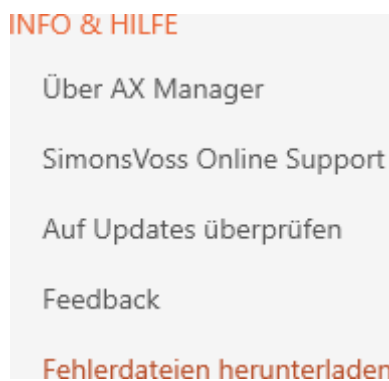 INFO & HILFE
Über AX Manager
SimonsVoss Online Support
Auf Updates überprüfen
Feedback
Fehlerdateien herunterladen